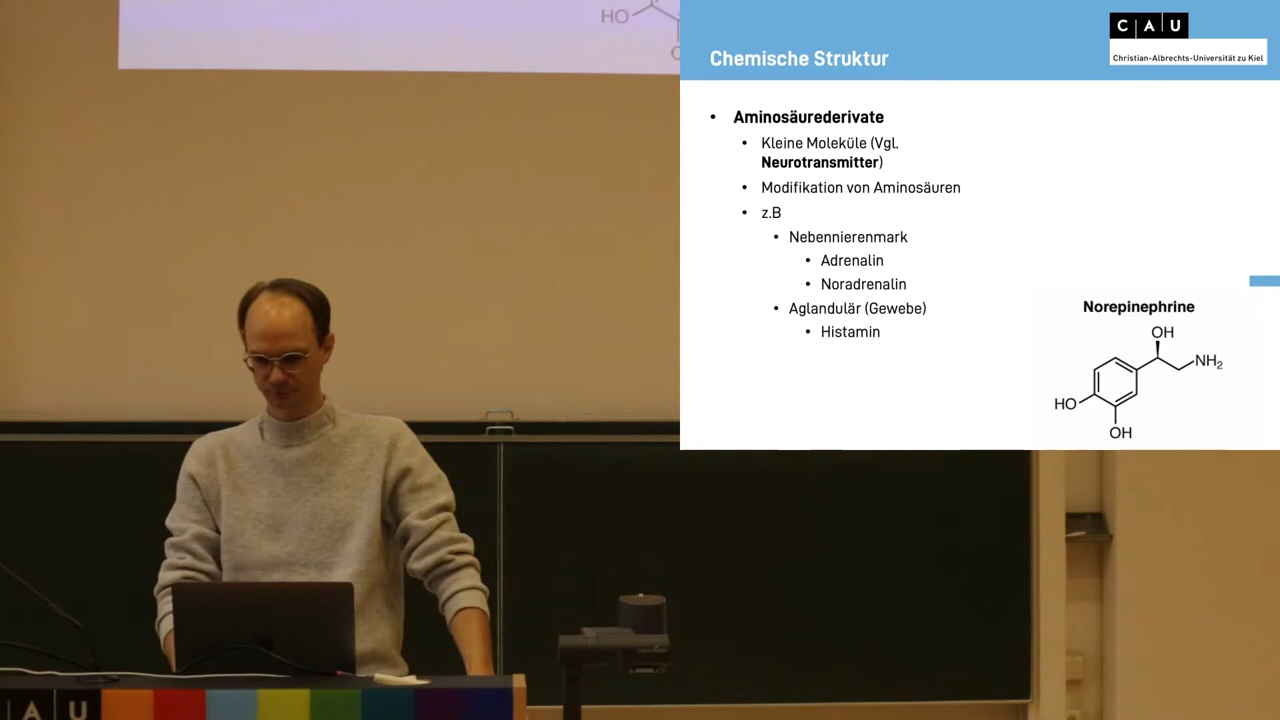 HO
Chemische Struktur
C A U
Christian-Albrechts-Universität zu Kiel
• Aminosäurederivate
• Kleine Moleküle (Vgl.
Neurotransmitter)
• Modifikation von Aminosäuren
• z.B
• Nebennierenmark
• Adrenalin
• Noradrenalin
• Aglandulär (Gewebe)
• Histamin
Norepinephrine
OH
NH₂
HO
OH
C A U